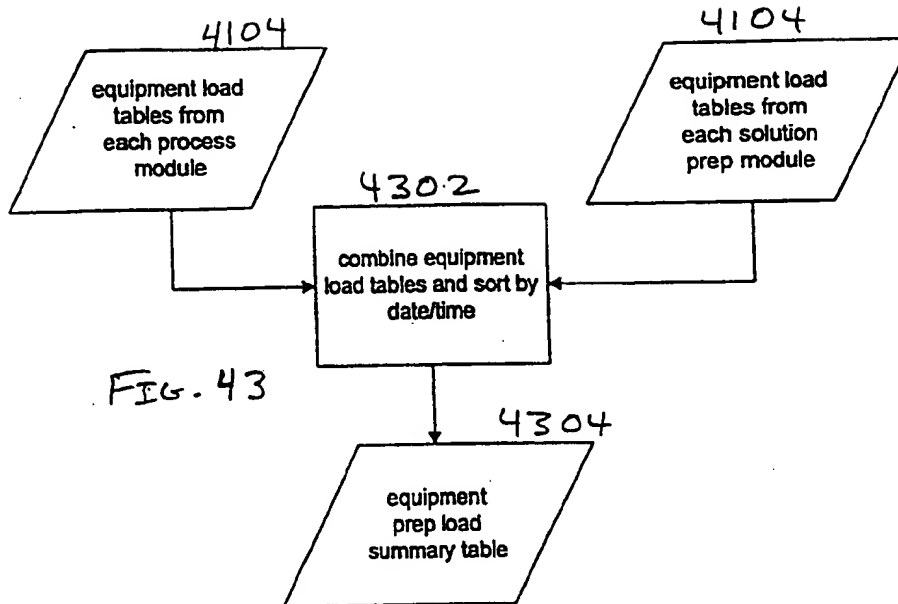 4104
equipment load
tables from
each process
module
4104
equipment load
tables from
each solution
prep module
4302
combine equipment
load tables and sort by
date/time
FIG. 43
4304
equipment
prep load
summary table